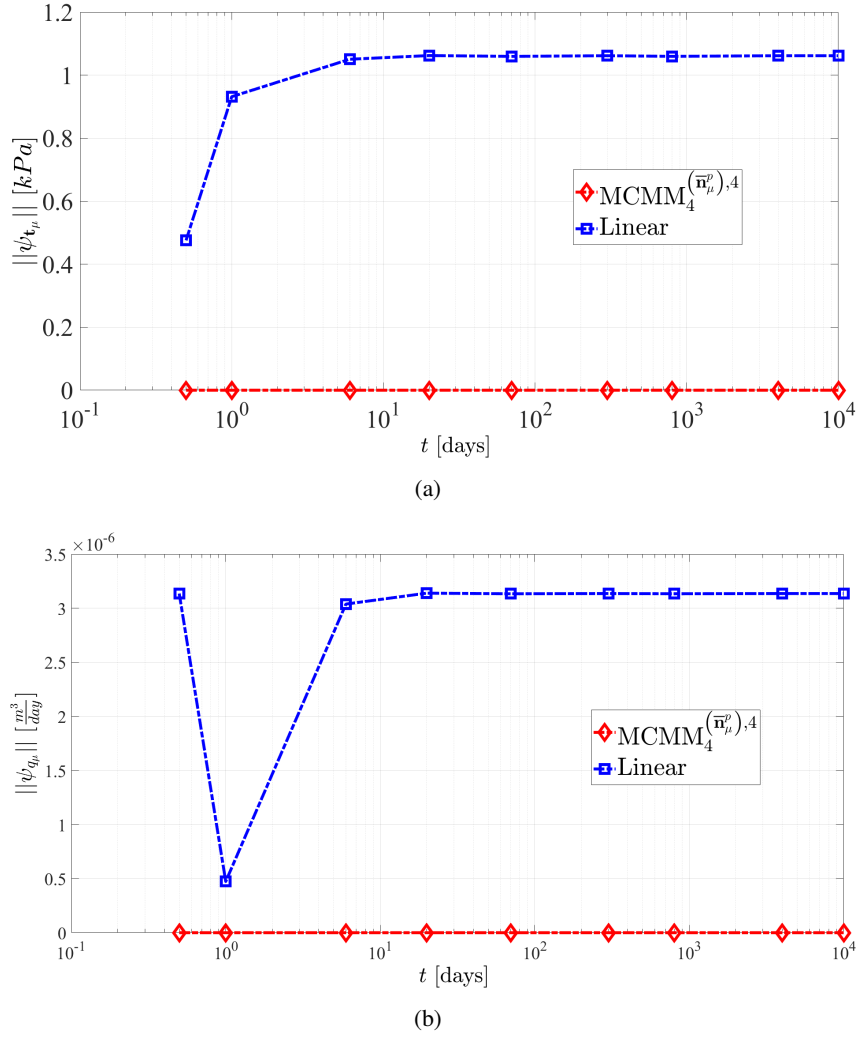 1.2
1
0.8
0.6
0.4
0.2
0
||ψ_{t_μ}|| [kPa]
MCMM_4^{(n̅_μ^p),4}
Linear
10^{-1} 10^0 10^1 10^2 10^3 10^4
t [days]
(a)
×10^{-6}
3.5
3
2.5
2
1.5
1
0.5
0
||ψ_{q_μ}|| [m^3/day]
MCMM_4^{(n̅_μ^p),4}
Linear
10^{-1} 10^0 10^1 10^2 10^3 10^4
t [days]
(b)